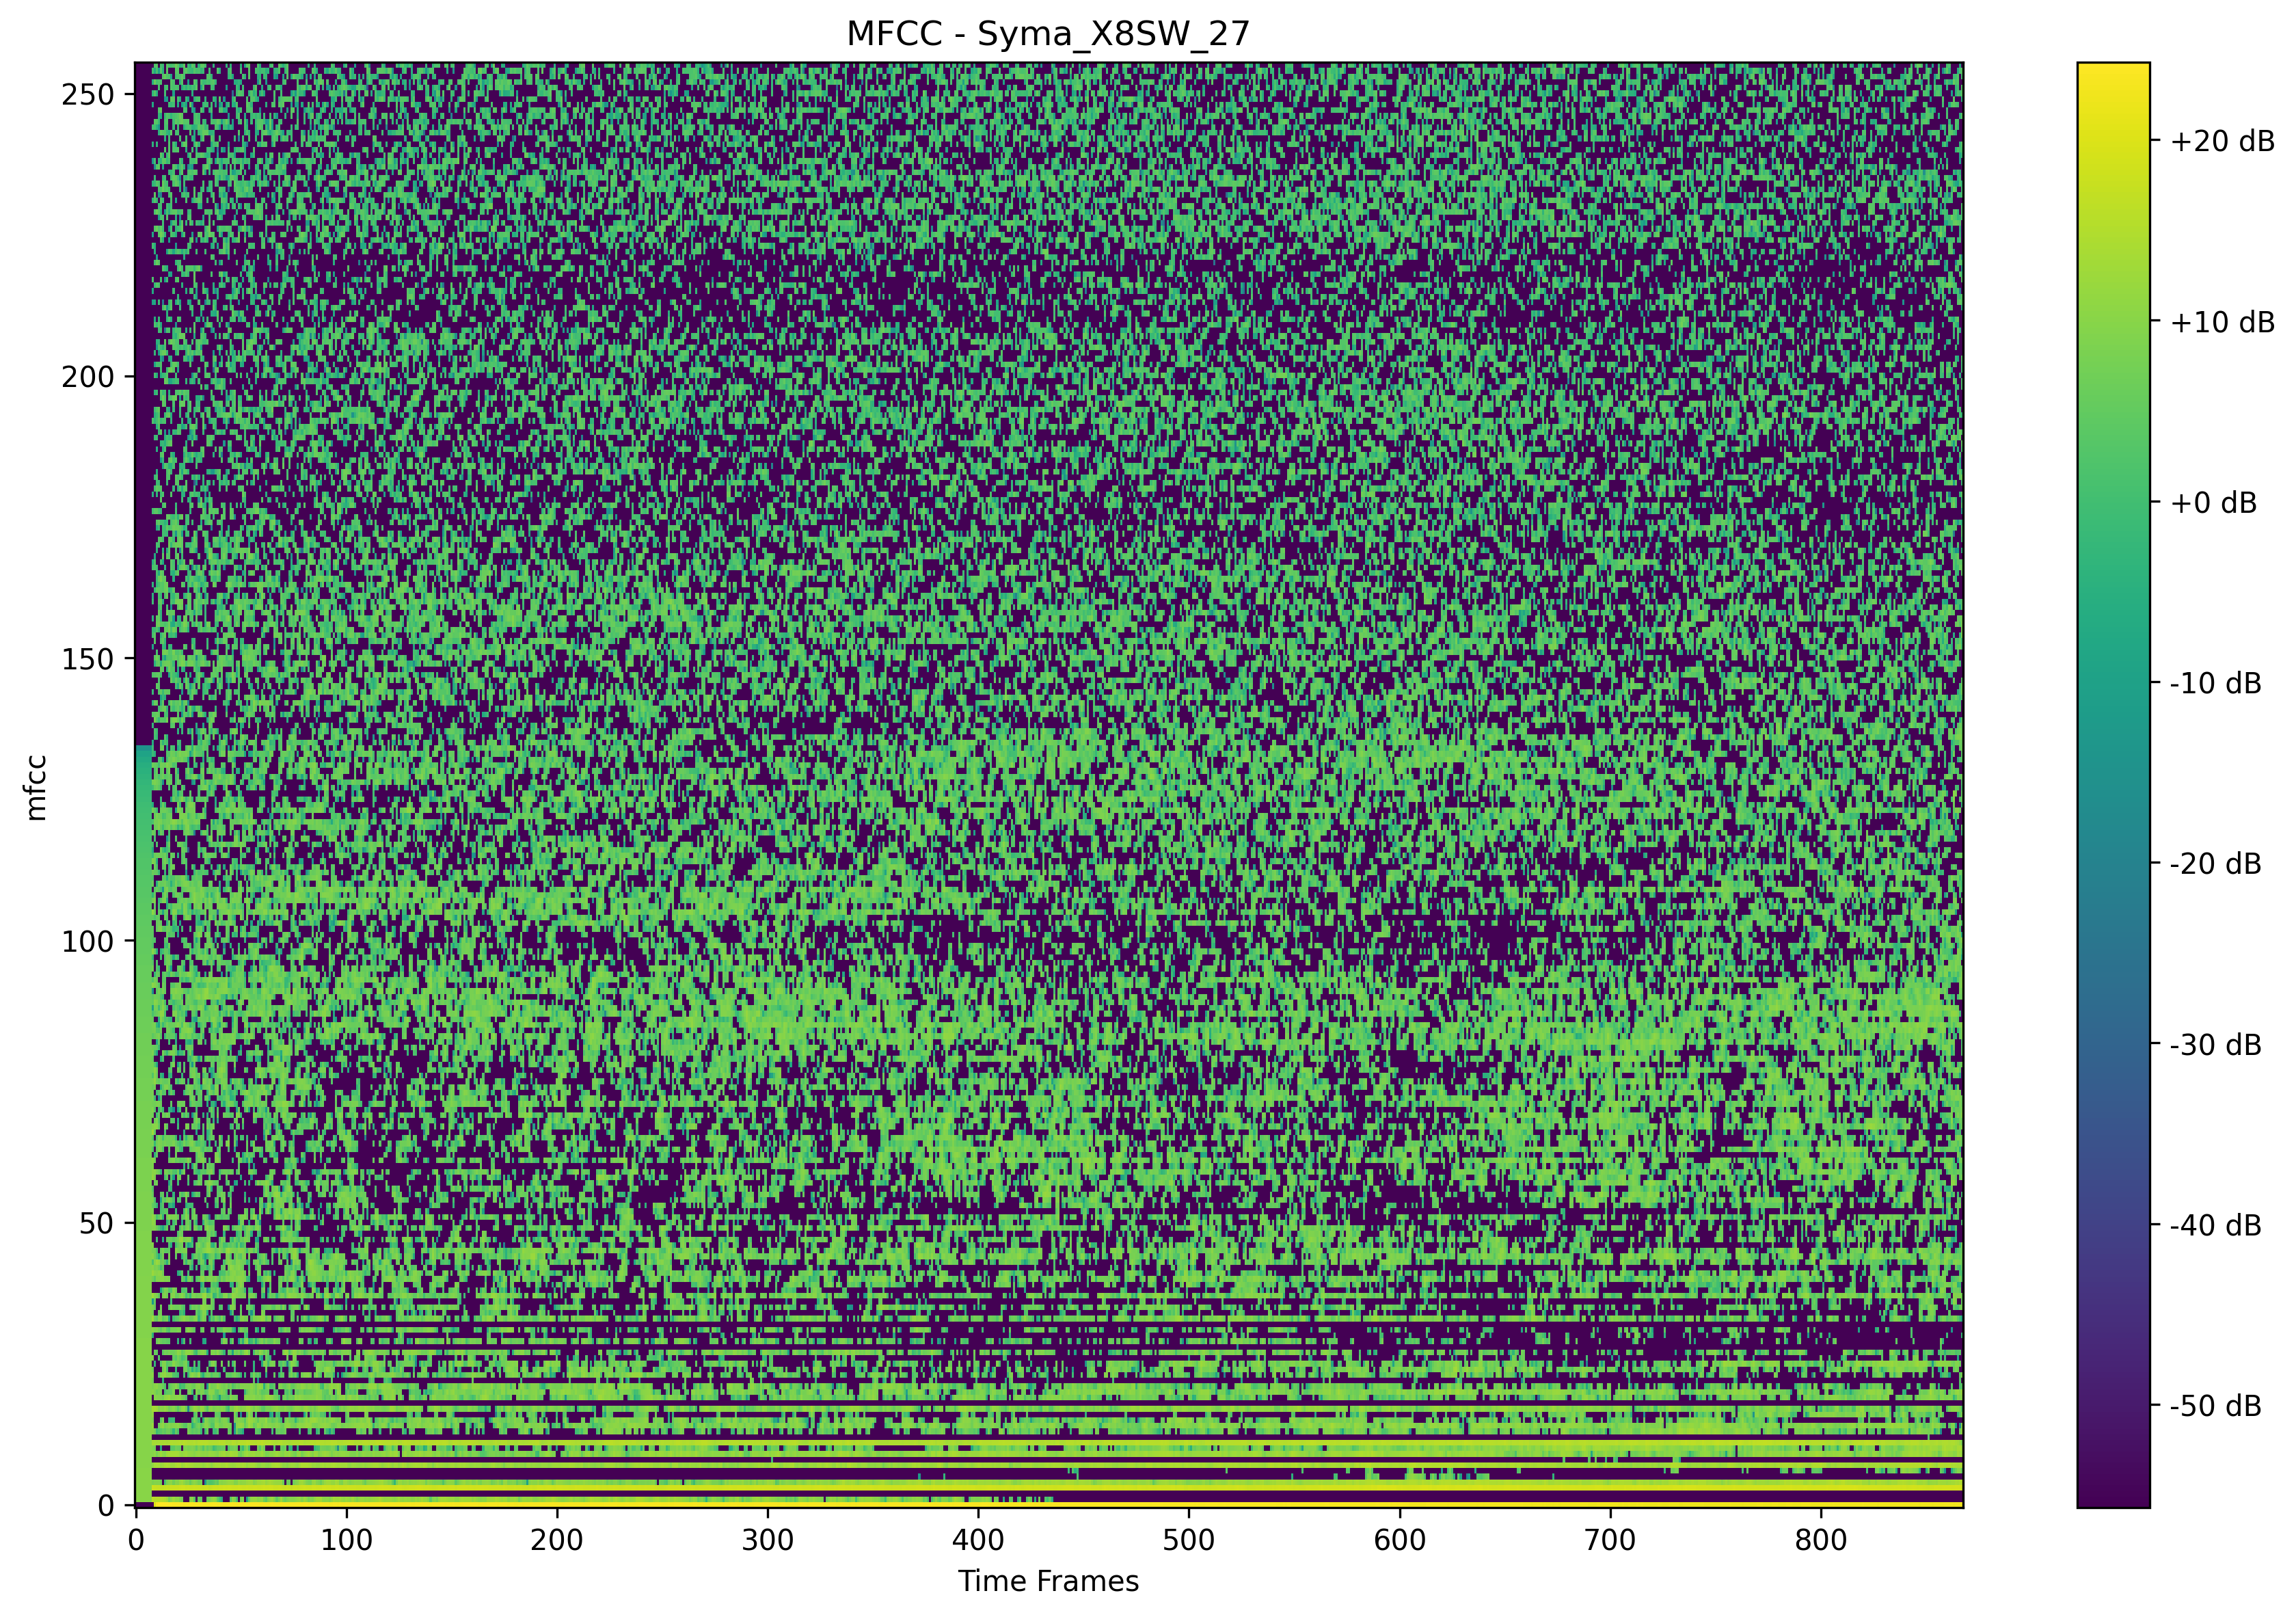 MFCC - Syma_X8SW_27
250
200
150
100
50
0
mfcc
0 100 200 300 400 500 600 700 800
Time Frames
+20 dB
+10 dB
+0 dB
-10 dB
-20 dB
-30 dB
-40 dB
-50 dB